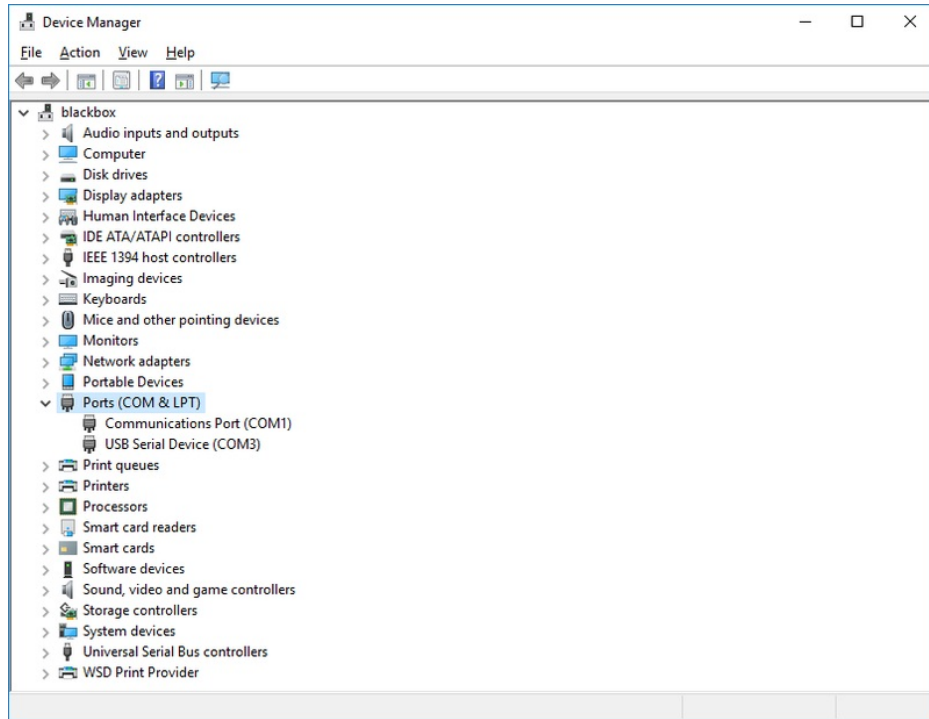 Device Manager
File Action View Help
blackbox
Audio inputs and outputs
Computer
Disk drives
Display adapters
Human Interface Devices
IDE ATA/ATAPI controllers
IEEE 1394 host controllers
Imaging devices
Keyboards
Mice and other pointing devices
Monitors
Network adapters
Portable Devices
Ports (COM & LPT)
Communications Port (COM1)
USB Serial Device (COM3)
Print queues
Printers
Processors
Smart card readers
Smart cards
Software devices
Sound, video and game controllers
Storage controllers
System devices
Universal Serial Bus controllers
WSD Print Provider